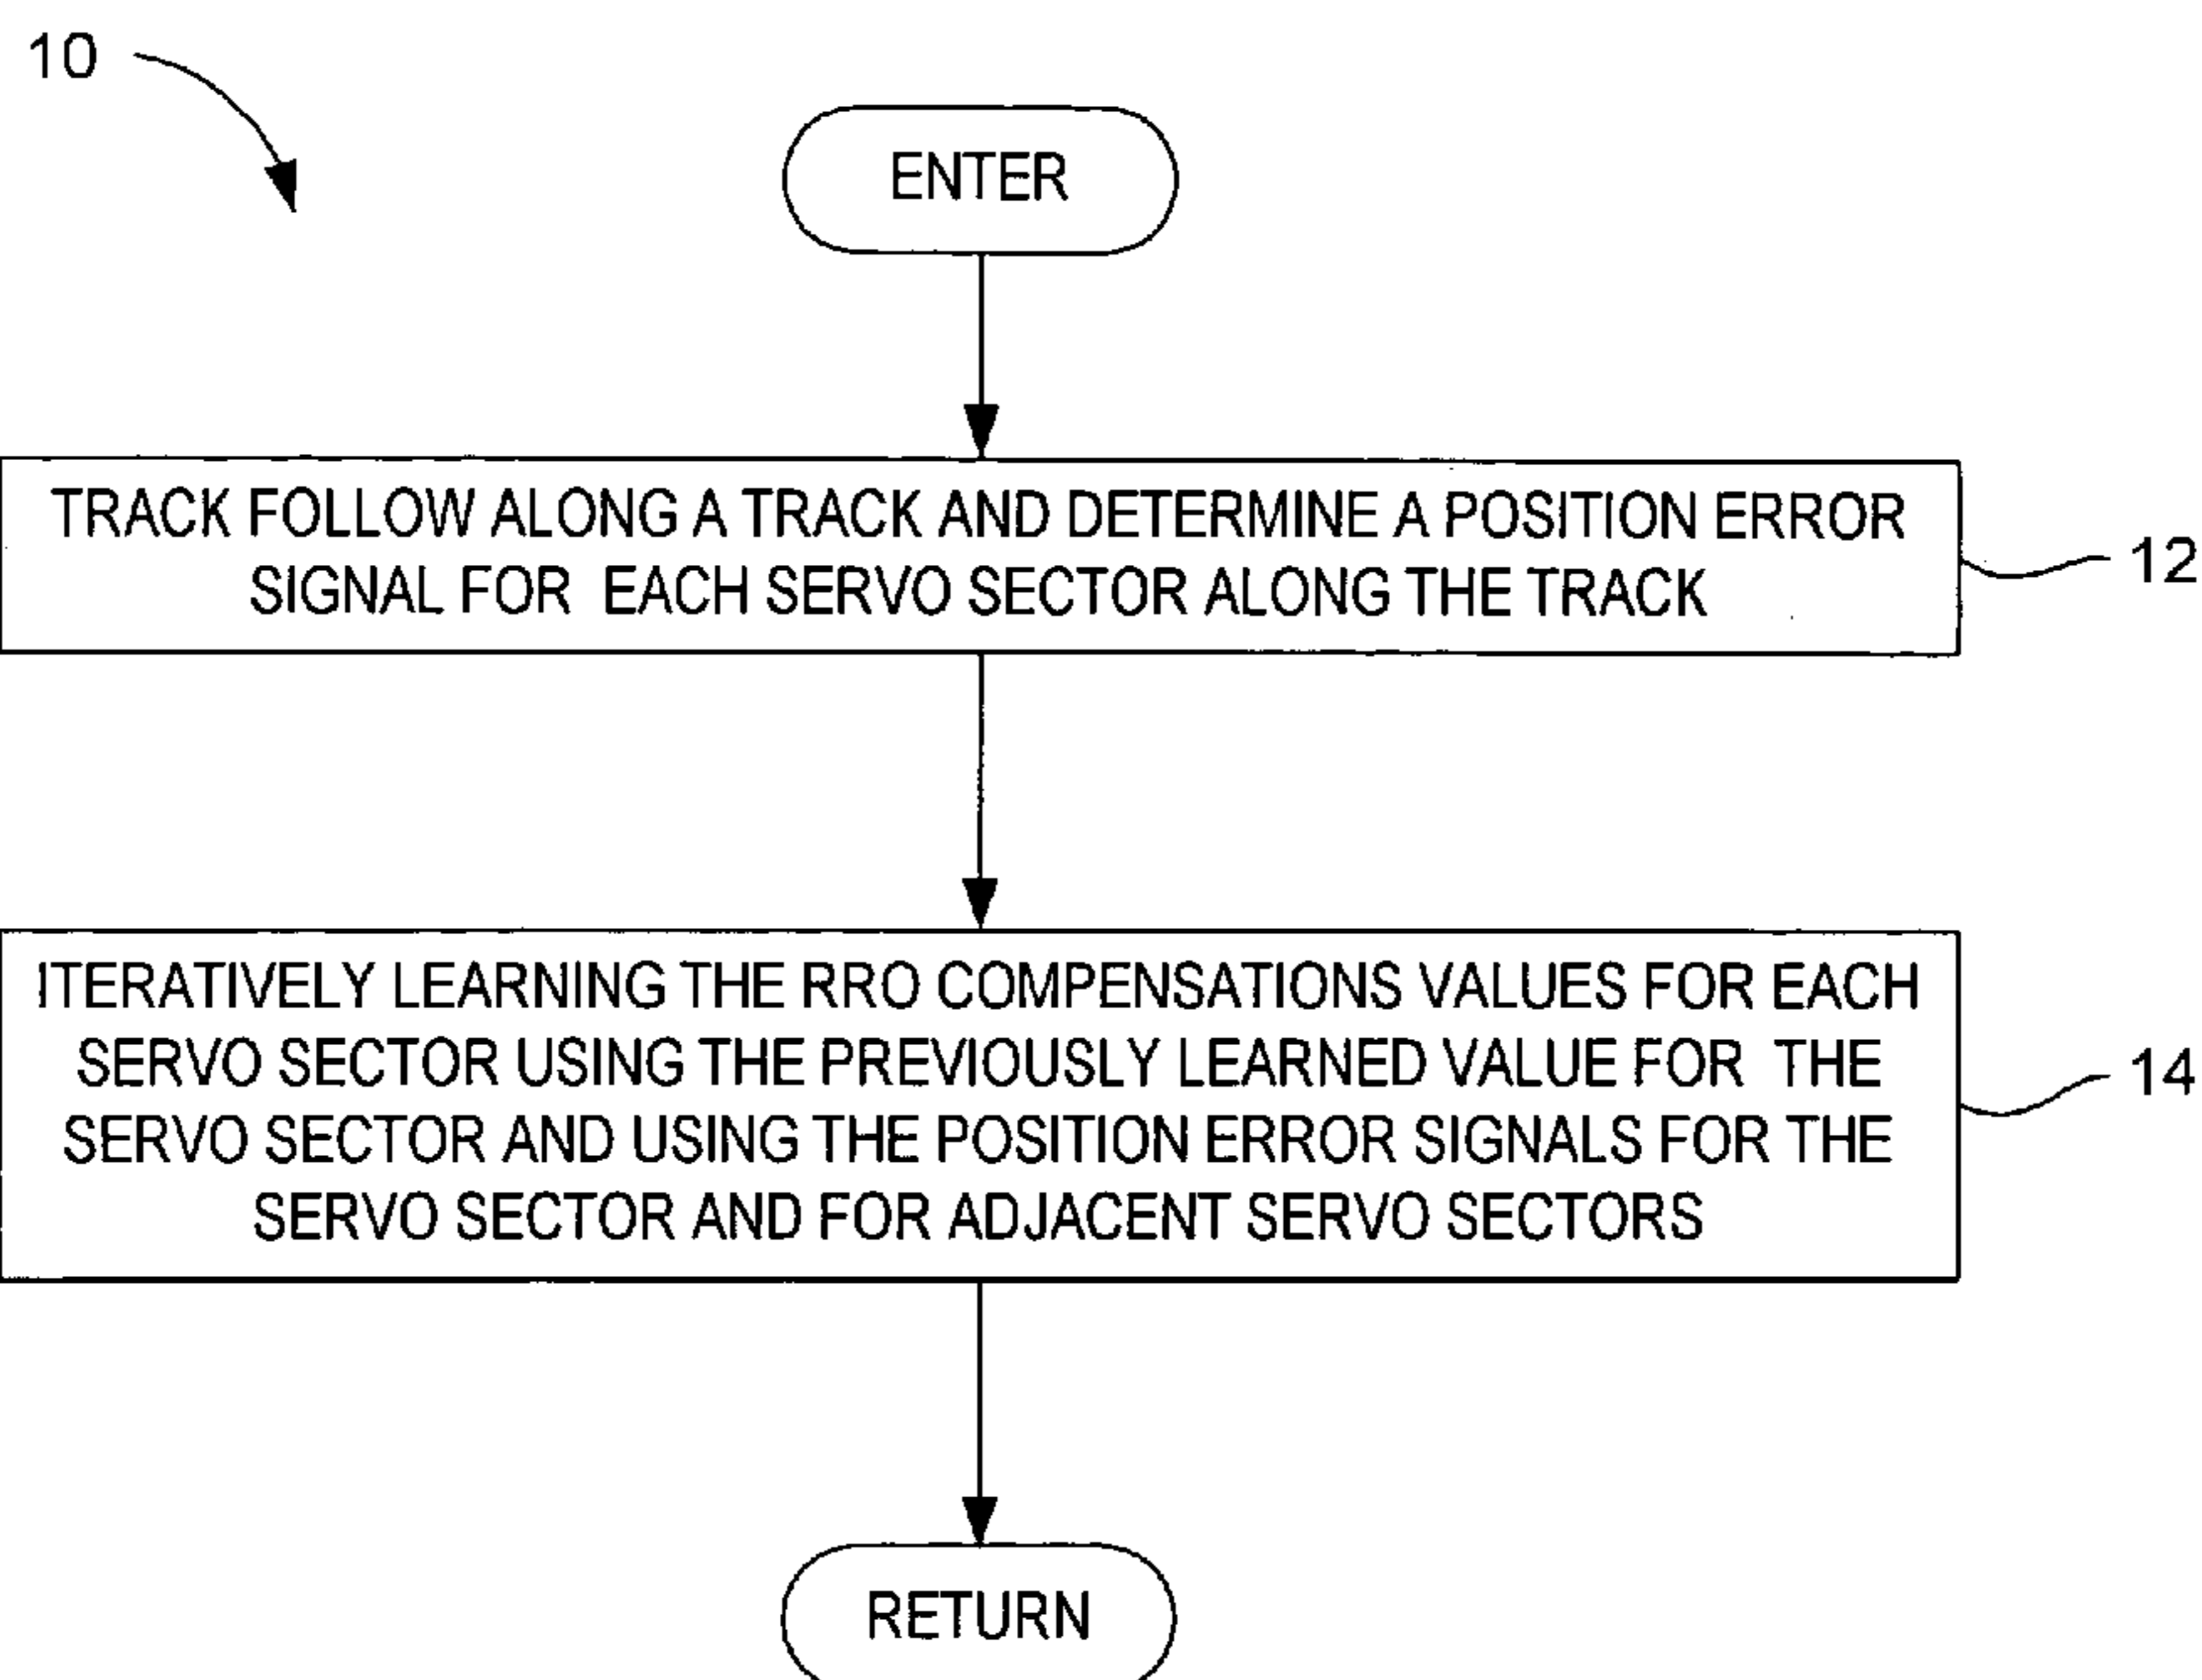 10
ENTER
TRACK FOLLOW ALONG A TRACK AND DETERMINE A POSITION ERROR
SIGNAL FOR EACH SERVO SECTOR ALONG THE TRACK
12
ITERATIVELY LEARNING THE RRO COMPENSATIONS VALUES FOR EACH
SERVO SECTOR USING THE PREVIOUSLY LEARNED VALUE FOR THE
SERVO SECTOR AND USING THE POSITION ERROR SIGNALS FOR THE
SERVO SECTOR AND FOR ADJACENT SERVO SECTORS
14
RETURN